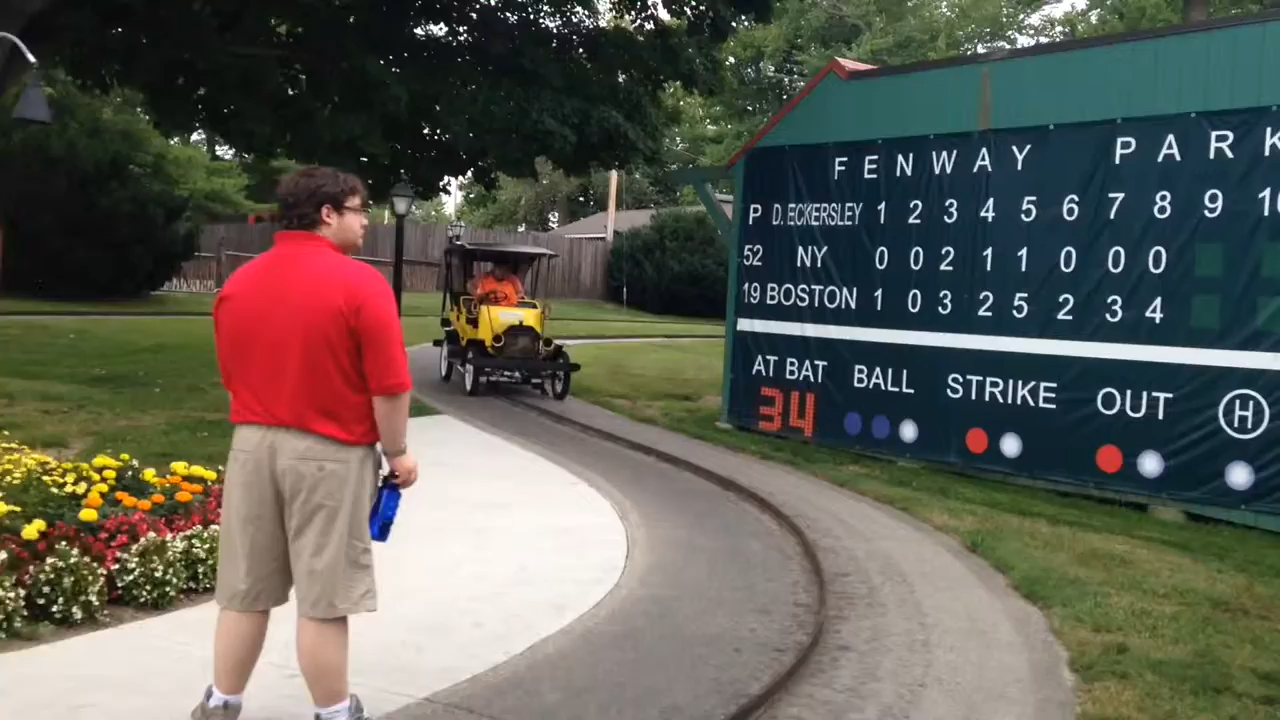 FENWAY PARK
P D. ECKERSLEY 1 2 3 4 5 6 7 8 9 10
52 NY 0 0 2 1 1 0 0 0
19 BOSTON 1 0 3 2 5 2 3 4
AT BAT BALL STRIKE OUT H
34